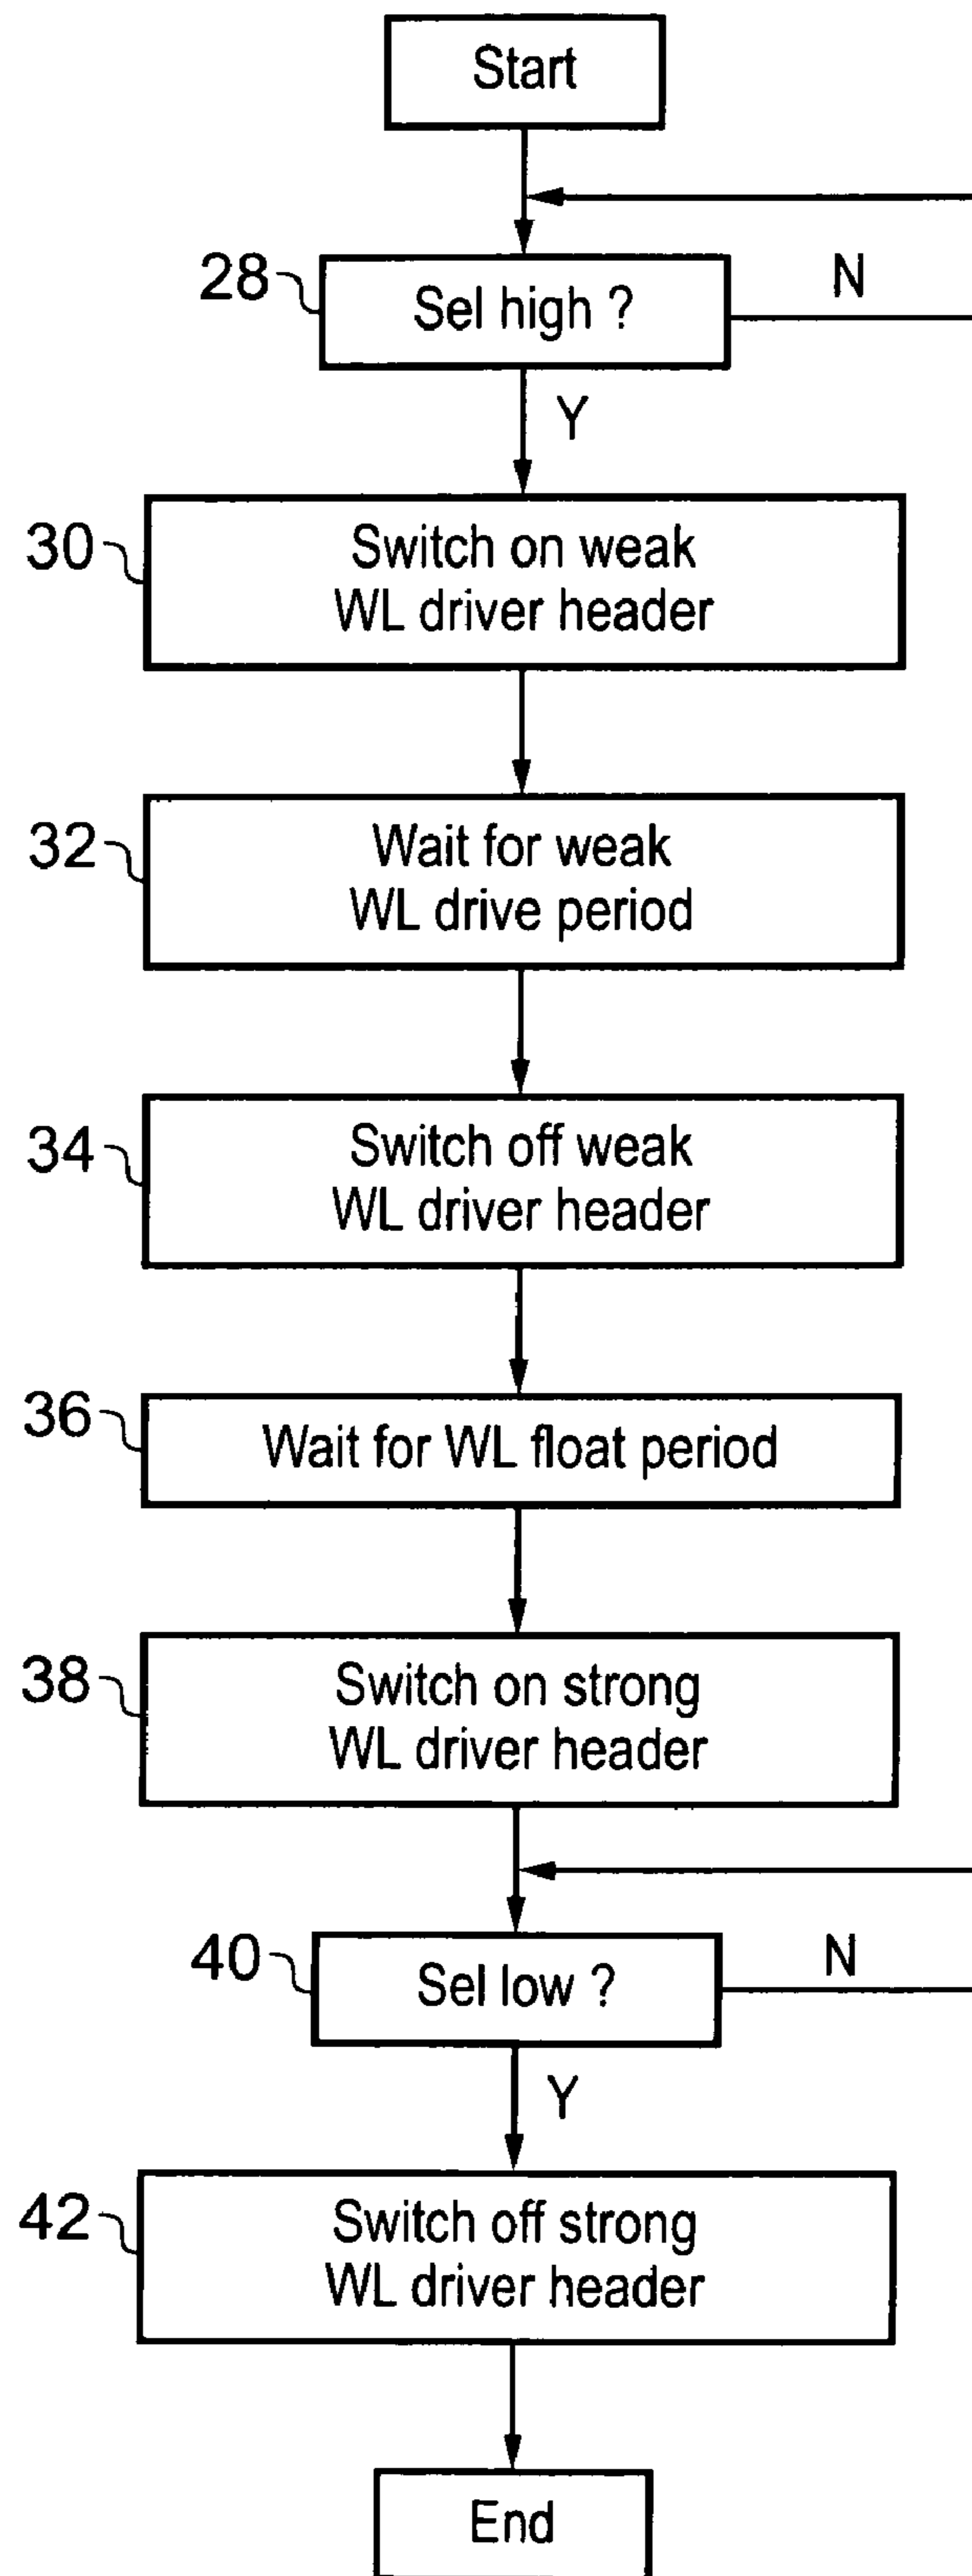 Start
28
Sel high ?
N
Y
30
Switch on weak
WL driver header
32
Wait for weak
WL drive period
34
Switch off weak
WL driver header
36
Wait for WL float period
38
Switch on strong
WL driver header
40
Sel low ?
N
Y
42
Switch off strong
WL driver header
End